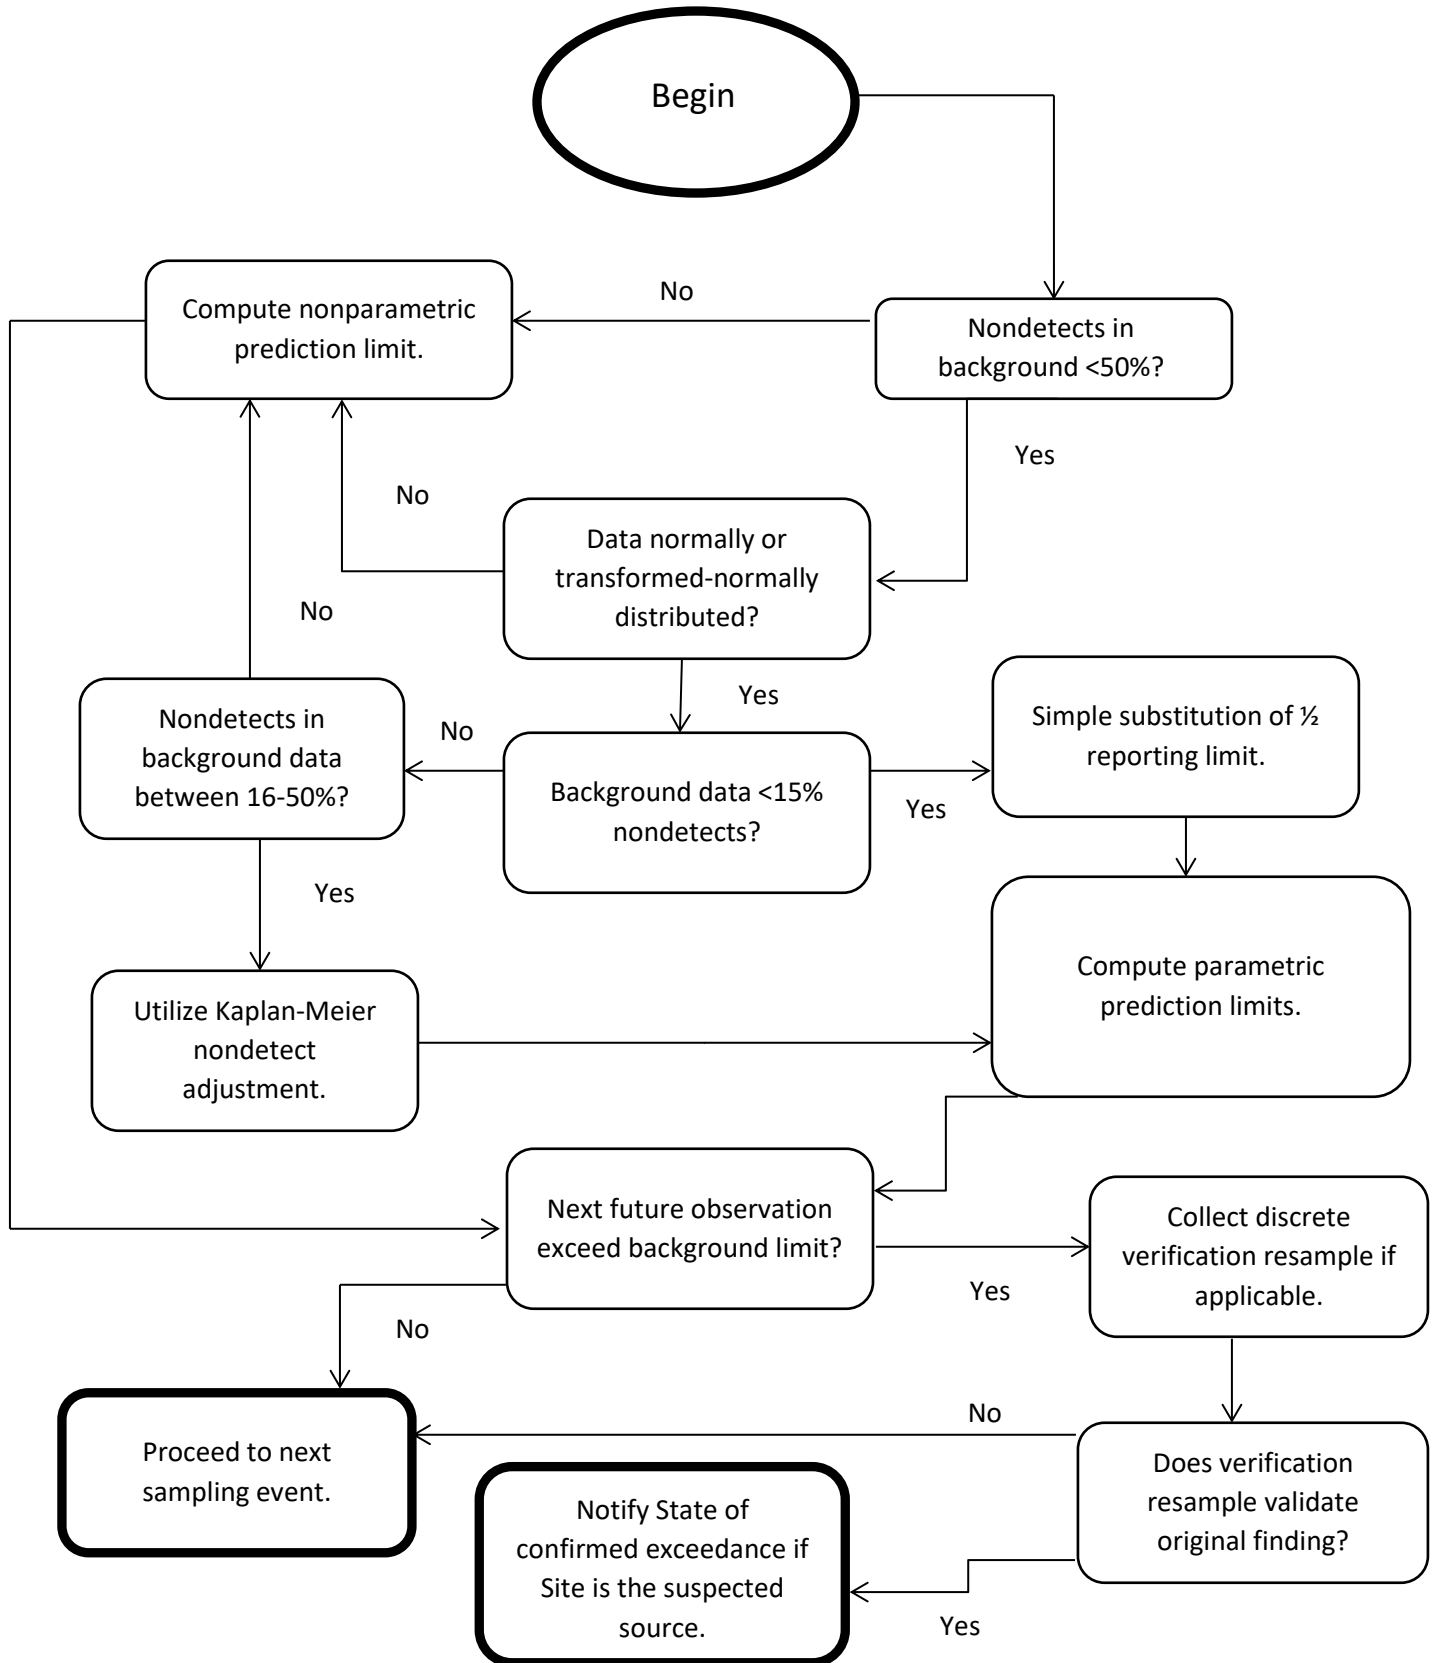 Begin
No
Compute nonparametric
prediction limit.
Nondetects in
background <50%?
Yes
No
Data normally or
transformed-normally
distributed?
No
Yes
Nondetects in
background data
between 16-50%?
No
Background data <15%
nondetects?
Yes
Simple substitution of ½
reporting limit.
Yes
Compute parametric
prediction limits.
Utilize Kaplan-Meier
nondetect
adjustment.
Next future observation
exceed background limit?
Yes
Collect discrete
verification resample if
applicable.
No
No
Proceed to next
sampling event.
Does verification
resample validate
original finding?
Notify State of
confirmed exceedance if
Site is the suspected
source.
Yes